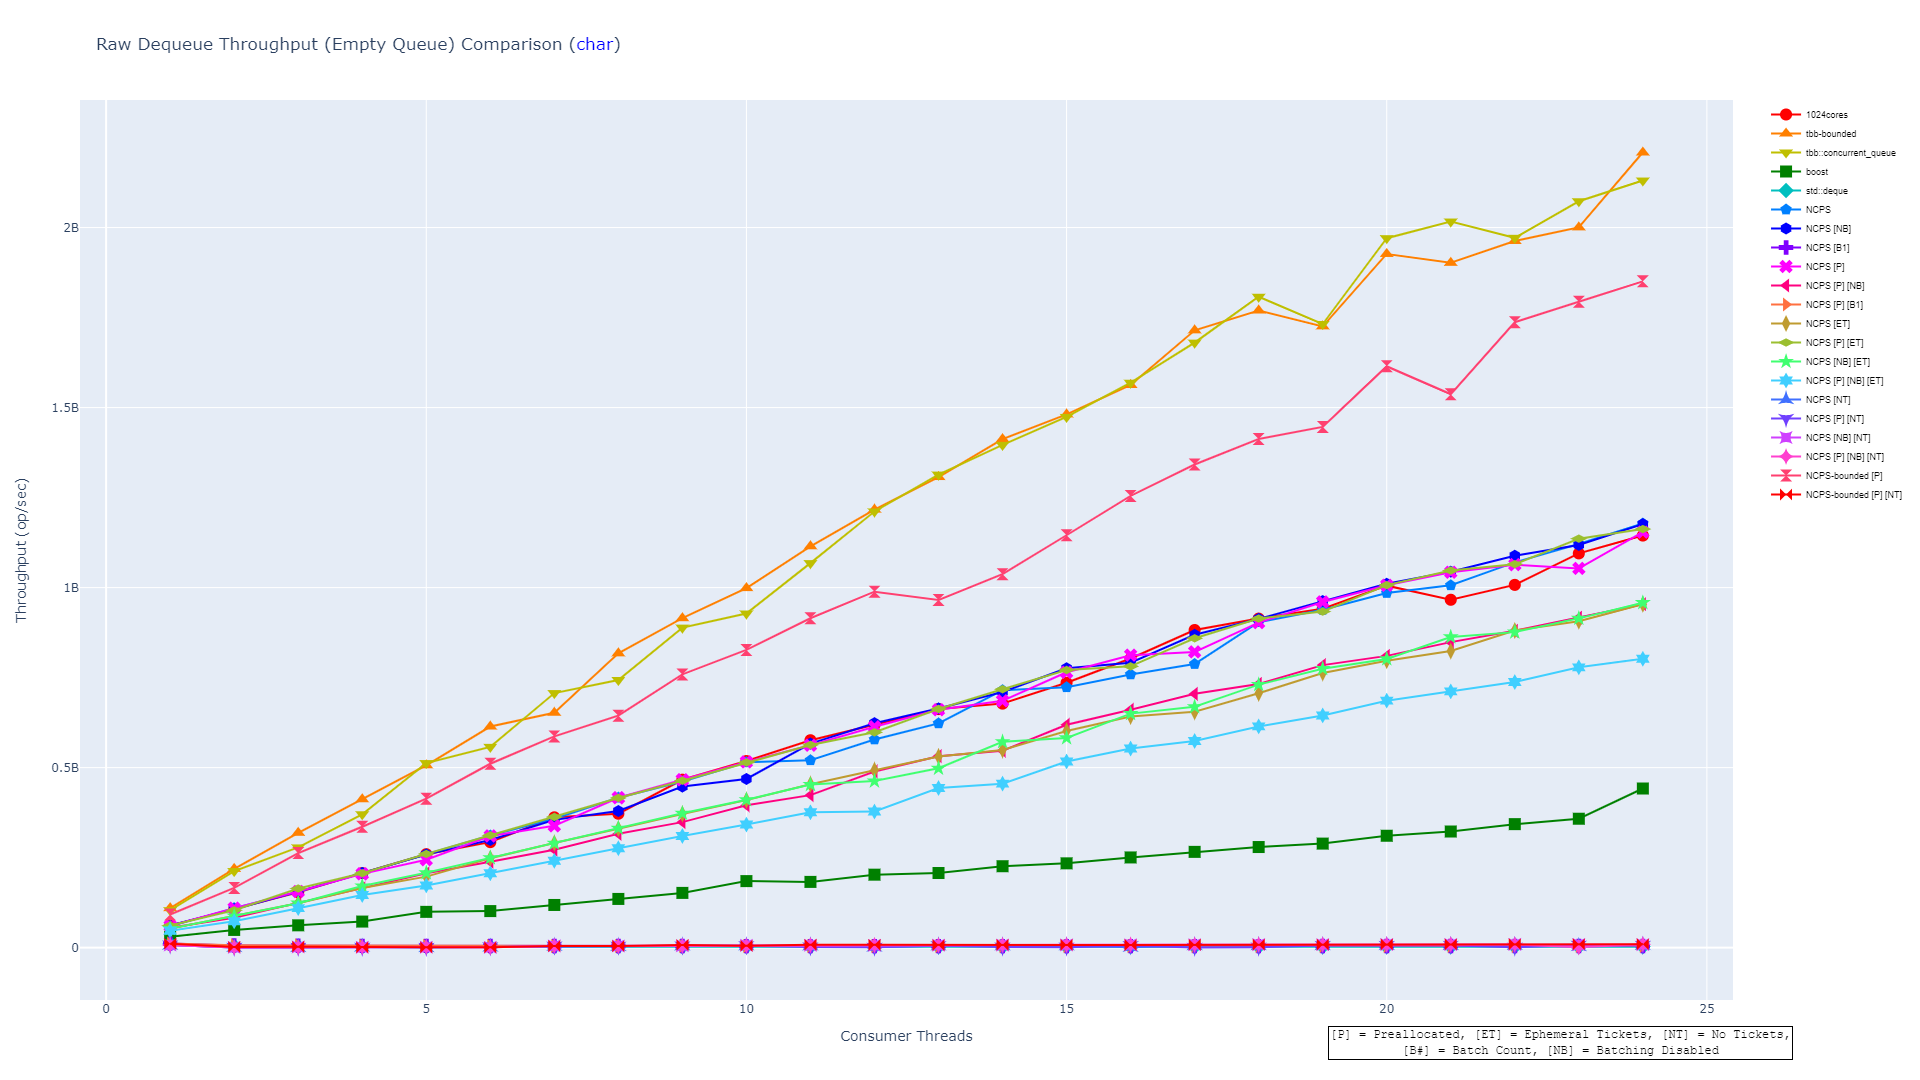 Raw Dequeue Throughput (Empty Queue) Comparison (char)
Throughput (op/sec)
2B
1.5B
1B
0.5B
0
0
5
10
15
20
25
Consumer Threads
1024cores
tbb-bounded
tbb::concurrent_queue
boost
std::deque
NCPS
NCPS [NB]
NCPS [B1]
NCPS [P]
NCPS [P] [NB]
NCPS [P] [B1]
NCPS [ET]
NCPS [P] [ET]
NCPS [NB] [ET]
NCPS [P] [NB] [ET]
NCPS [NT]
NCPS [P] [NT]
NCPS [NB] [NT]
NCPS [P] [NB] [NT]
NCPS-bounded [P]
NCPS-bounded [P] [NT]
[P] = Preallocated, [ET] = Ephemeral Tickets, [NT] = No Tickets,
[B#] = Batch Count, [NB] = Batching Disabled